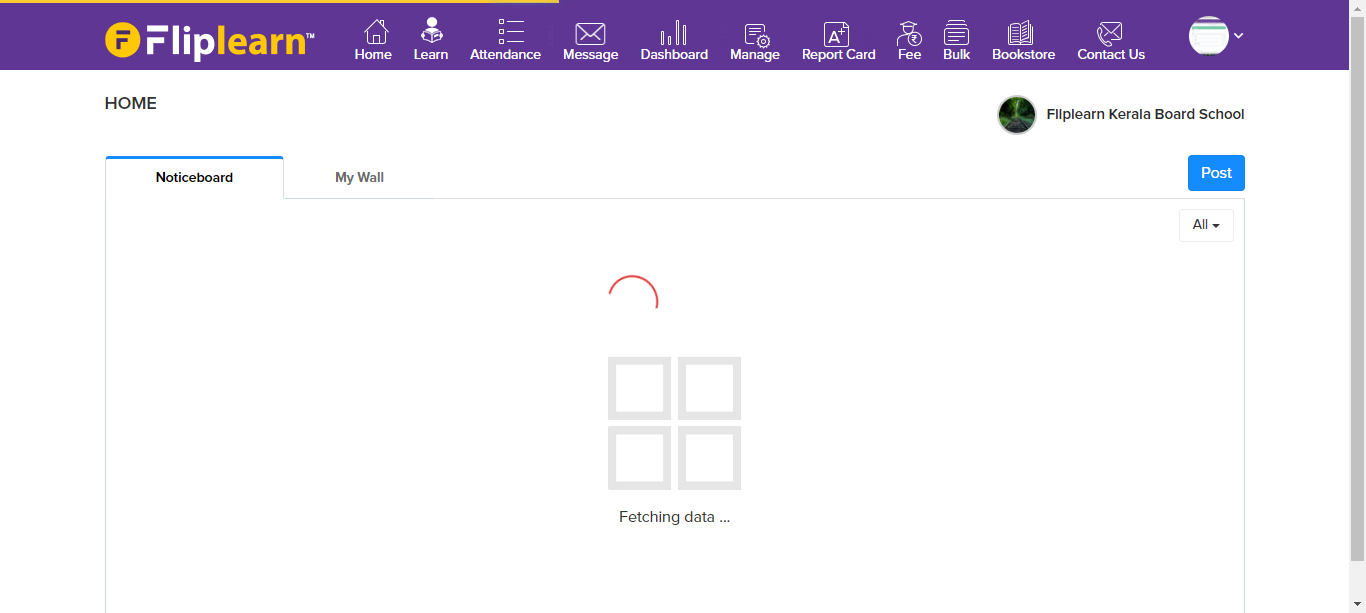 Fliplearn™
Home Learn Attendance Message Dashboard Manage Report Card Fee Bulk Bookstore Contact Us
HOME
Fliplearn Kerala Board School
Noticeboard My Wall Post
All
Fetching data ...